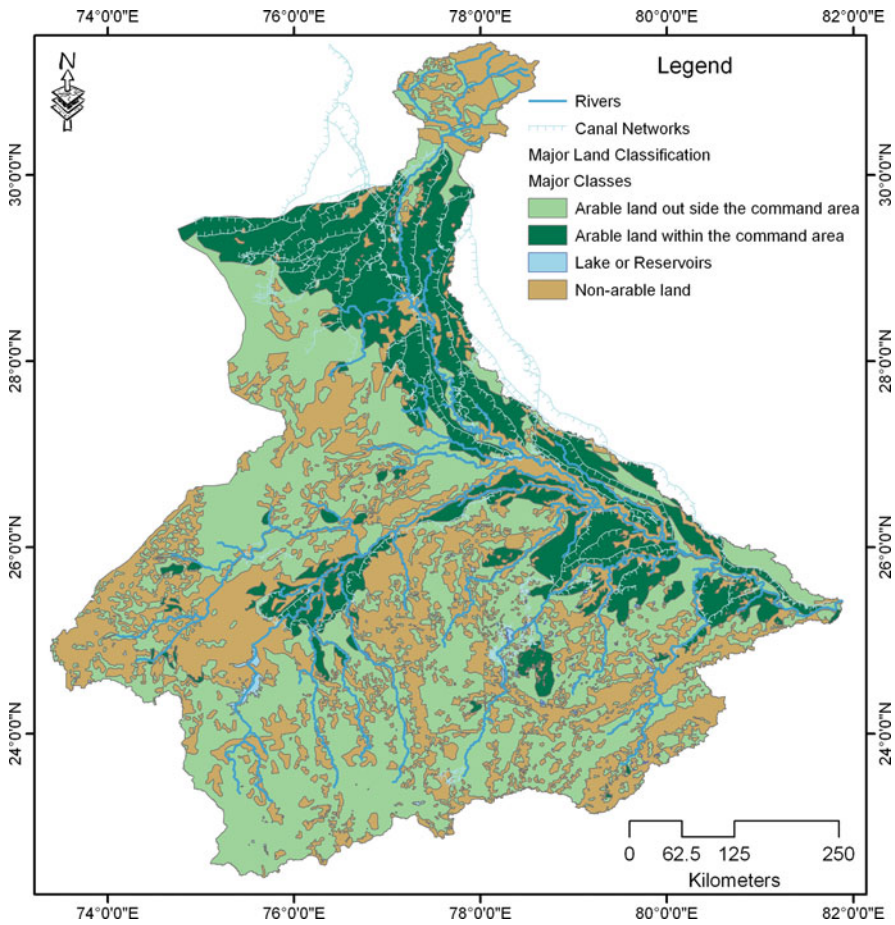 74°0'0"E 76°0'0"E 78°0'0"E 80°0'0"E 82°0'0"E
N
Legend
Rivers
Canal Networks
Major Land Classification
Major Classes
Arable land out side the command area
Arable land within the command area
Lake or Reservoirs
Non-arable land
30°0'0"N
28°0'0"N
26°0'0"N
24°0'0"N
30°0'0"N
28°0'0"N
26°0'0"N
24°0'0"N
0 62.5 125 250
Kilometers
74°0'0"E 76°0'0"E 78°0'0"E 80°0'0"E 82°0'0"E